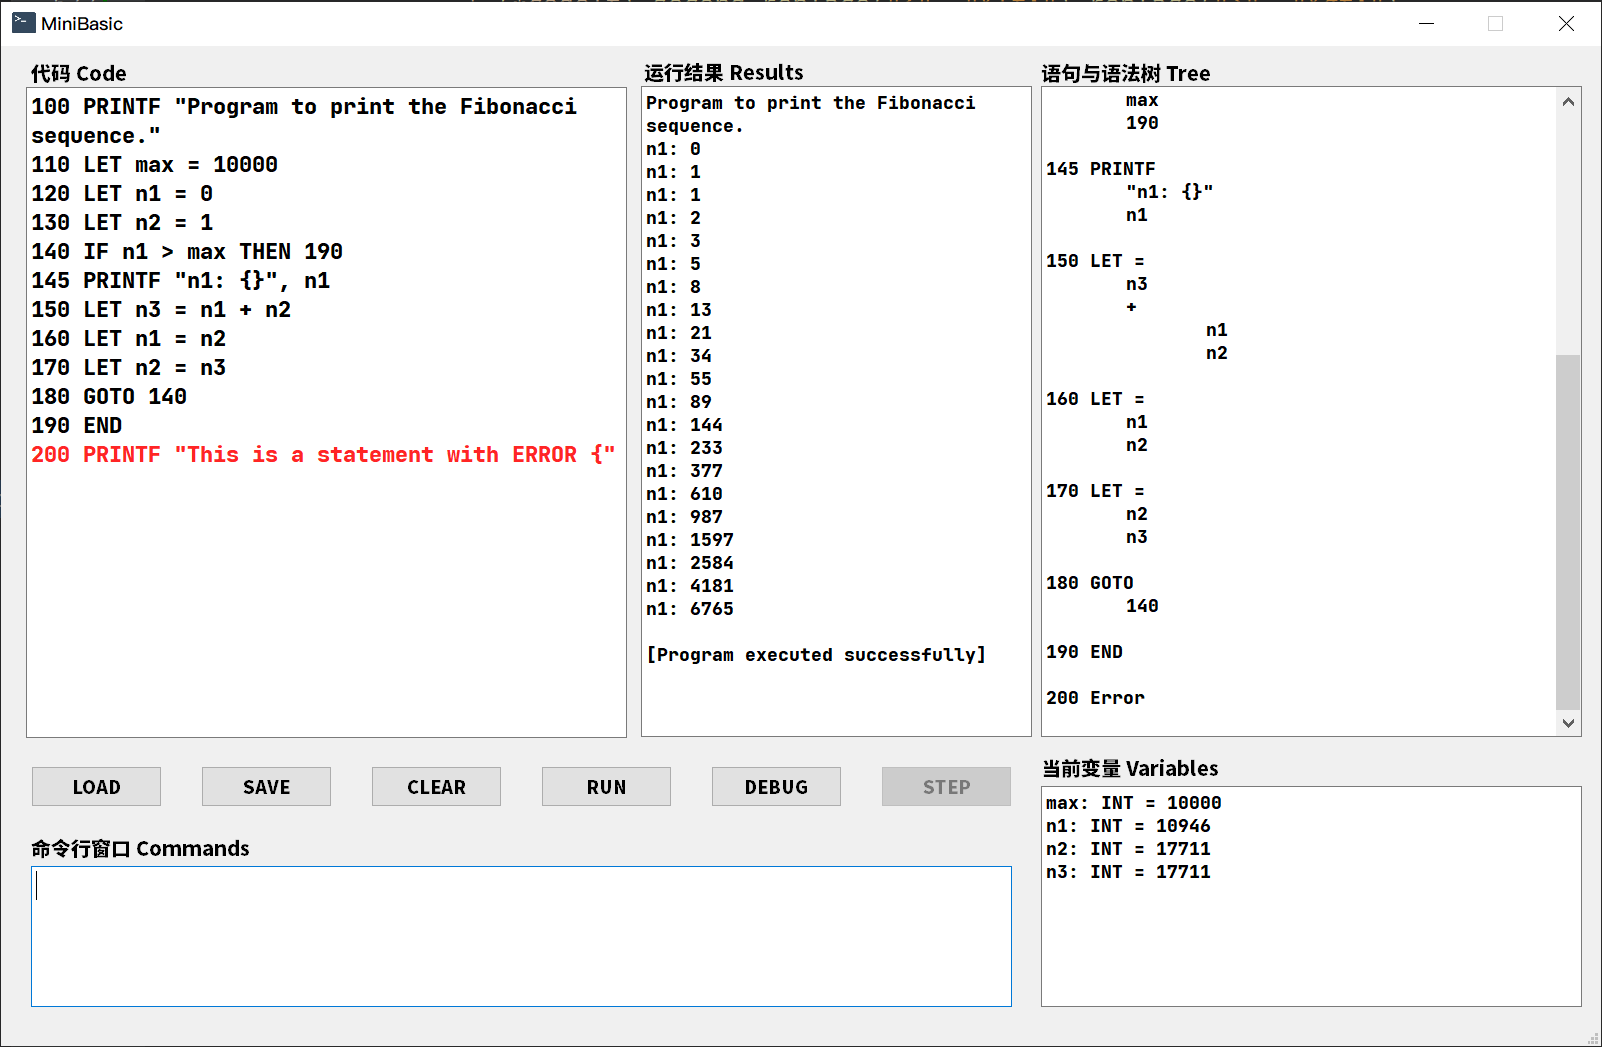 MiniBasic
代码 Code
100 PRINTF "Program to print the Fibonacci
sequence."
110 LET max = 10000
120 LET n1 = 0
130 LET n2 = 1
140 IF n1 > max THEN 190
145 PRINTF "n1: {}", n1
150 LET n3 = n1 + n2
160 LET n1 = n2
170 LET n2 = n3
180 GOTO 140
190 END
200 PRINTF "This is a statement with ERROR {"
运行结果 Results
Program to print the Fibonacci
sequence.
n1: 0
n1: 1
n1: 1
n1: 2
n1: 3
n1: 5
n1: 8
n1: 13
n1: 21
n1: 34
n1: 55
n1: 89
n1: 144
n1: 233
n1: 377
n1: 610
n1: 987
n1: 1597
n1: 2584
n1: 4181
n1: 6765
[Program executed successfully]
语句与语法树 Tree
max
190
145 PRINTF
"n1: {}"
n1
150 LET =
n3
+
n1
n2
160 LET =
n1
n2
170 LET =
n2
n3
180 GOTO
140
190 END
200 Error
LOAD
SAVE
CLEAR
RUN
DEBUG
STEP
命令行窗口 Commands
当前变量 Variables
max: INT = 10000
n1: INT = 10946
n2: INT = 17711
n3: INT = 17711